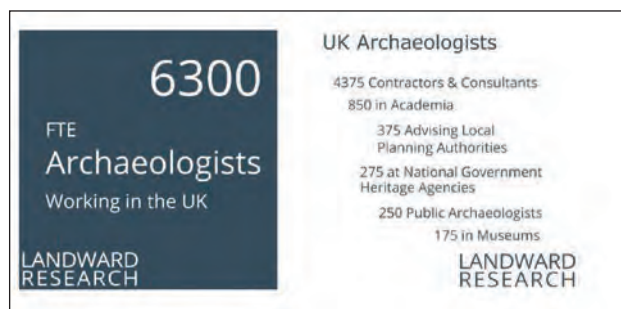 6300
FTE
Archaeologists
Working in the UK
LANDWARD
RESEARCH
UK Archaeologists
4375 Contractors & Consultants
850 in Academia
375 Advising Local
Planning Authorities
275 at National Government
Heritage Agencies
250 Public Archaeologists
175 in Museums
LANDWARD
RESEARCH